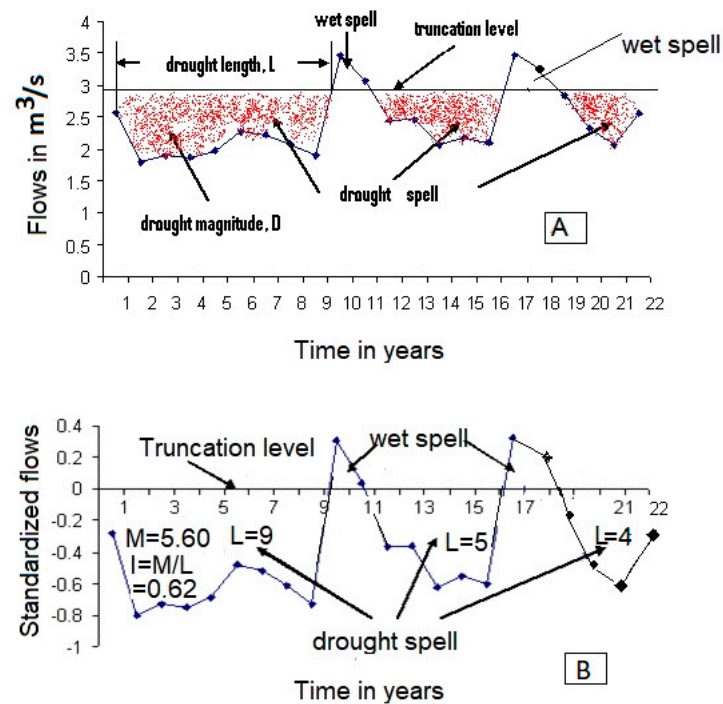 wet spell
truncation level
wet spell
drought length, L
drought magnitude, D
drought spell
Flows in m³/s
4
3.5
3
2.5
2
1.5
1
0.5
0
A
1 2 3 4 5 6 7 8 9 10 11 12 13 14 15 16 17 18 19 20 21 22
Time in years
Standardized flows
0.4
0.2
0
-0.2
-0.4
-0.6
-0.8
-1
Truncation level
wet spell
1 3 5 7 9 11 13 15 17 19 21 22
M=5.60
I=M/L
=0.62
L=9
L=5
L=4
drought spell
B
Time in years